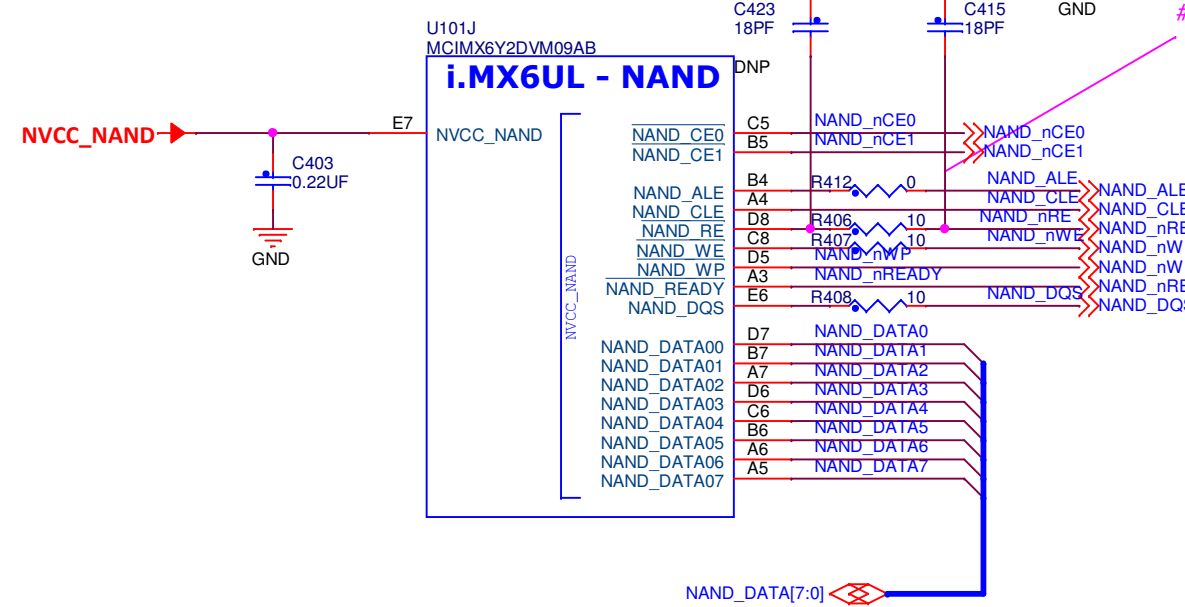 C423
18PF
C415
18PF
GND
#
U101J
MCIMX6Y2DVM09AB
DNP
i.MX6UL - NAND
NVCC_NAND
E7
NVCC_NAND
C403
0.22UF
GND
NVCC_NAND
NAND_CE0
C5
NAND_nCE0
NAND_nCE0
NAND_CE1
B5
NAND_nCE1
NAND_nCE1
NAND_ALE
B4
R412
0
NAND_ALE
NAND_ALE
NAND_CLE
A4
NAND_CLE
NAND_CLE
NAND_RE
D8
R406
10
NAND_nRE
NAND_nRE
NAND_WE
C8
R407
10
NAND_nWE
NAND_nW
NAND_WP
D5
NAND_nWP
NAND_nW
NAND_READY
A3
NAND_nREADY
NAND_nRE
NAND_DQS
E6
R408
10
NAND_DQS
NAND_DQS
NAND_DATA00
D7
NAND_DATA0
NAND_DATA01
B7
NAND_DATA1
NAND_DATA02
A7
NAND_DATA2
NAND_DATA03
D6
NAND_DATA3
NAND_DATA04
C6
NAND_DATA4
NAND_DATA05
B6
NAND_DATA5
NAND_DATA06
A6
NAND_DATA6
NAND_DATA07
A5
NAND_DATA7
NAND_DATA[7:0]